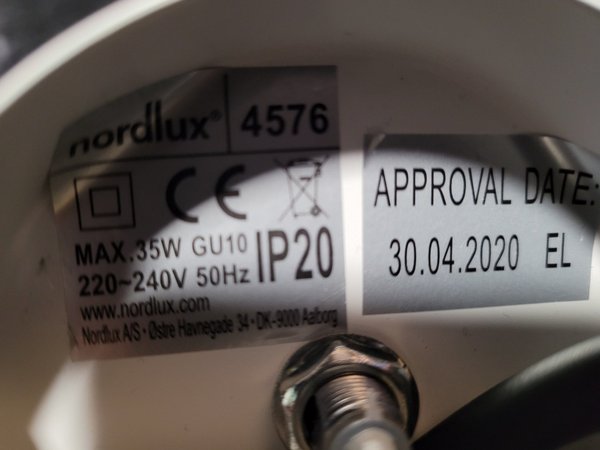 nordlux® 4576
CE
MAX.35W GU10 IP20
220~240V 50Hz
www.nordlux.com
Nordlux A/S · Østre Havnegade 34 · DK-9000 Aalborg
APPROVAL DATE:
30.04.2020 EL